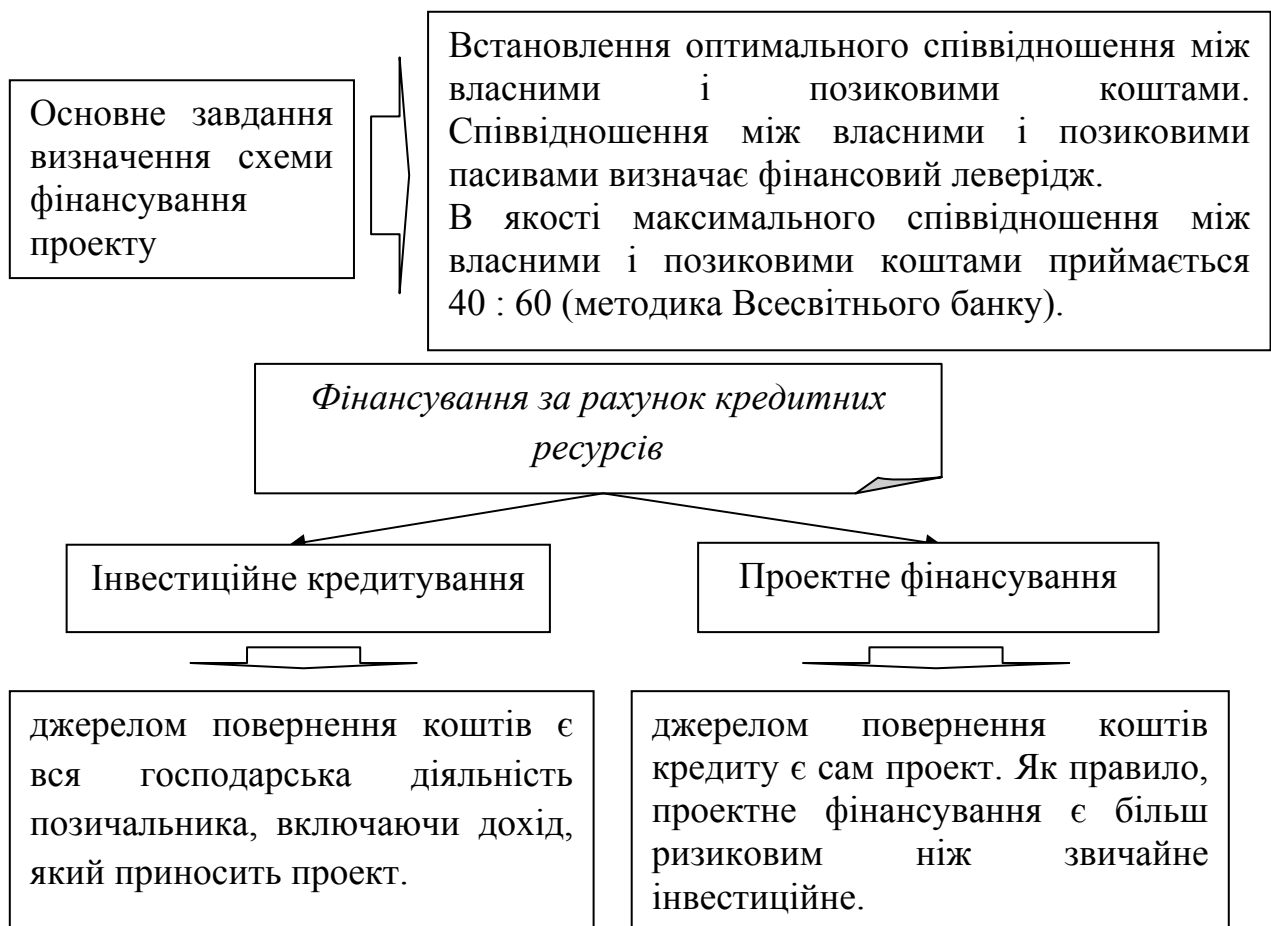 Основне завдання
визначення схеми
фінансування
проекту
Встановлення оптимального співвідношення між
власними і позиковими коштами.
Співвідношення між власними і позиковими
пасивами визначає фінансовий леверідж.
В якості максимального співвідношення між
власними і позиковими коштами приймається
40 : 60 (методика Всесвітнього банку).
Фінансування за рахунок кредитних
ресурсів
Інвестиційне кредитування
Проектне фінансування
джерелом повернення коштів є
вся господарська діяльність
позичальника, включаючи дохід,
який приносить проект.
джерелом повернення коштів
кредиту є сам проект. Як правило,
проектне фінансування є більш
ризиковим ніж звичайне
інвестиційне.